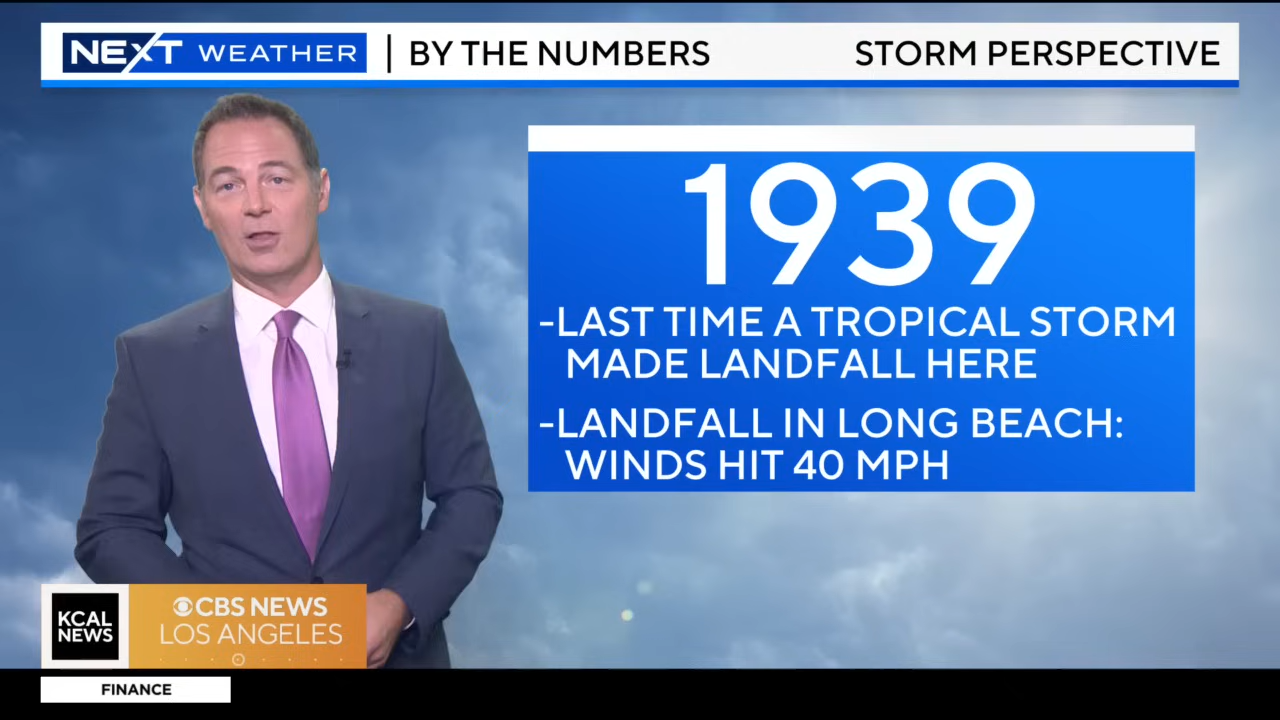 NEXT WEATHER | BY THE NUMBERS STORM PERSPECTIVE
1939
-LAST TIME A TROPICAL STORM
MADE LANDFALL HERE
-LANDFALL IN LONG BEACH:
WINDS HIT 40 MPH
KCAL
NEWS
CBS NEWS
LOS ANGELES
FINANCE